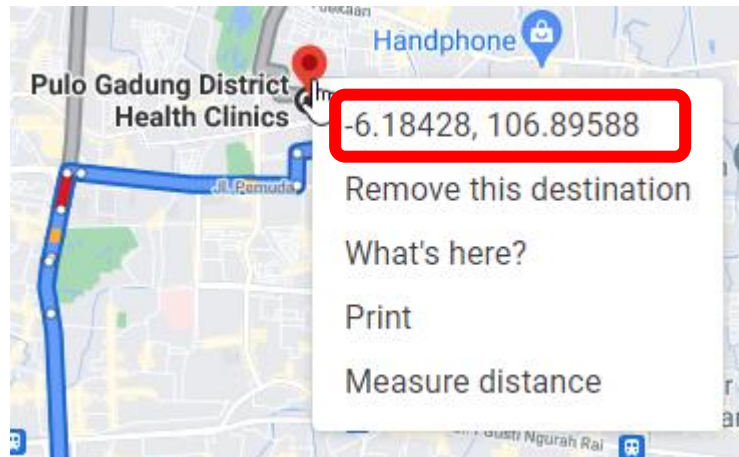 Handphone
Pulo Gadung District
Health Clinics
-6.18428, 106.89588
Remove this destination
Jl. Pemuda
What's here?
Print
Measure distance
Gusti Ngurah Rai